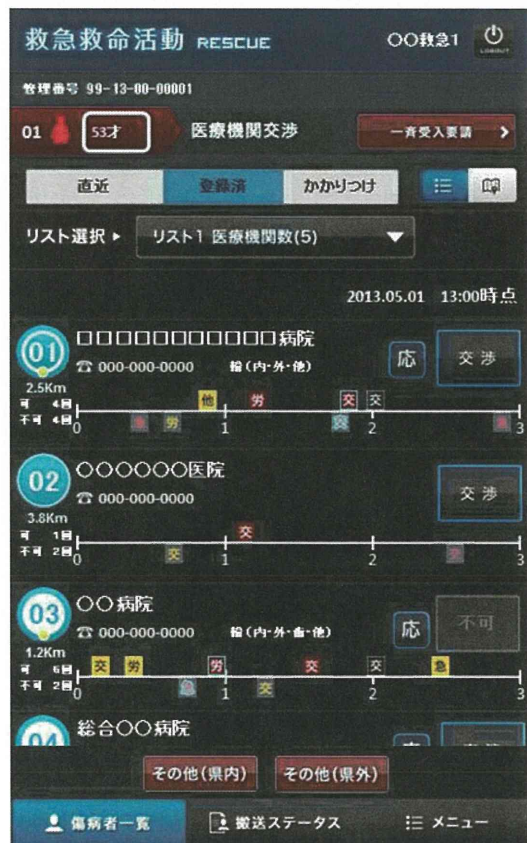 救急救命活動 RESCUE 〇〇救急1 LOGOUT
管理番号 99-13-00-00001
01 53才 医療機関交渉 一斉受入要請
直近 登録済 かかりつけ
リスト選択 ▶ リスト1 医療機関数(5) ▼
2013.05.01 13:00時点
01 □□□□□□□□□□□病院
☎ 000-000-0000 輪(内・外・他) 応 交渉
2.5Km
可 4回 他 労 交 交
不可 4回 労
0 1 2 3
02 〇〇〇〇〇〇医院
☎ 000-000-0000 交渉
3.8Km
可 1回 交
不可 2回 交 交
0 1 2 3
03 〇〇病院
☎ 000-000-0000 輪(内・外・歯・他) 応 不可
1.2Km
可 6回 交 労 労 交 交 急
不可 2回 急 交
0 1 2 3
04 総合〇〇病院
その他(県内) その他(県外)
傷病者一覧 搬送ステータス メニュー